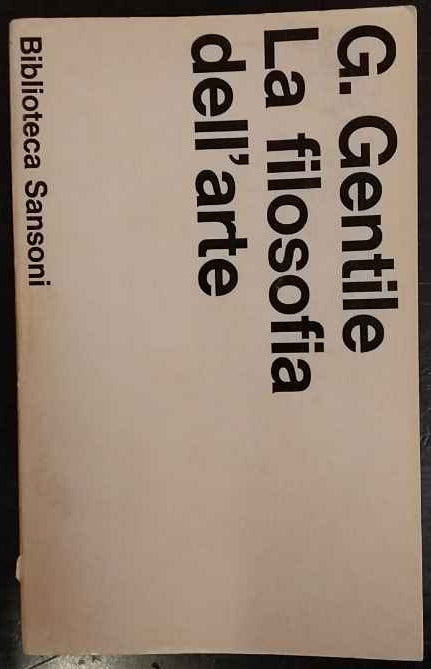 G. Gentile
La filosofia
dell'arte
Biblioteca Sansoni